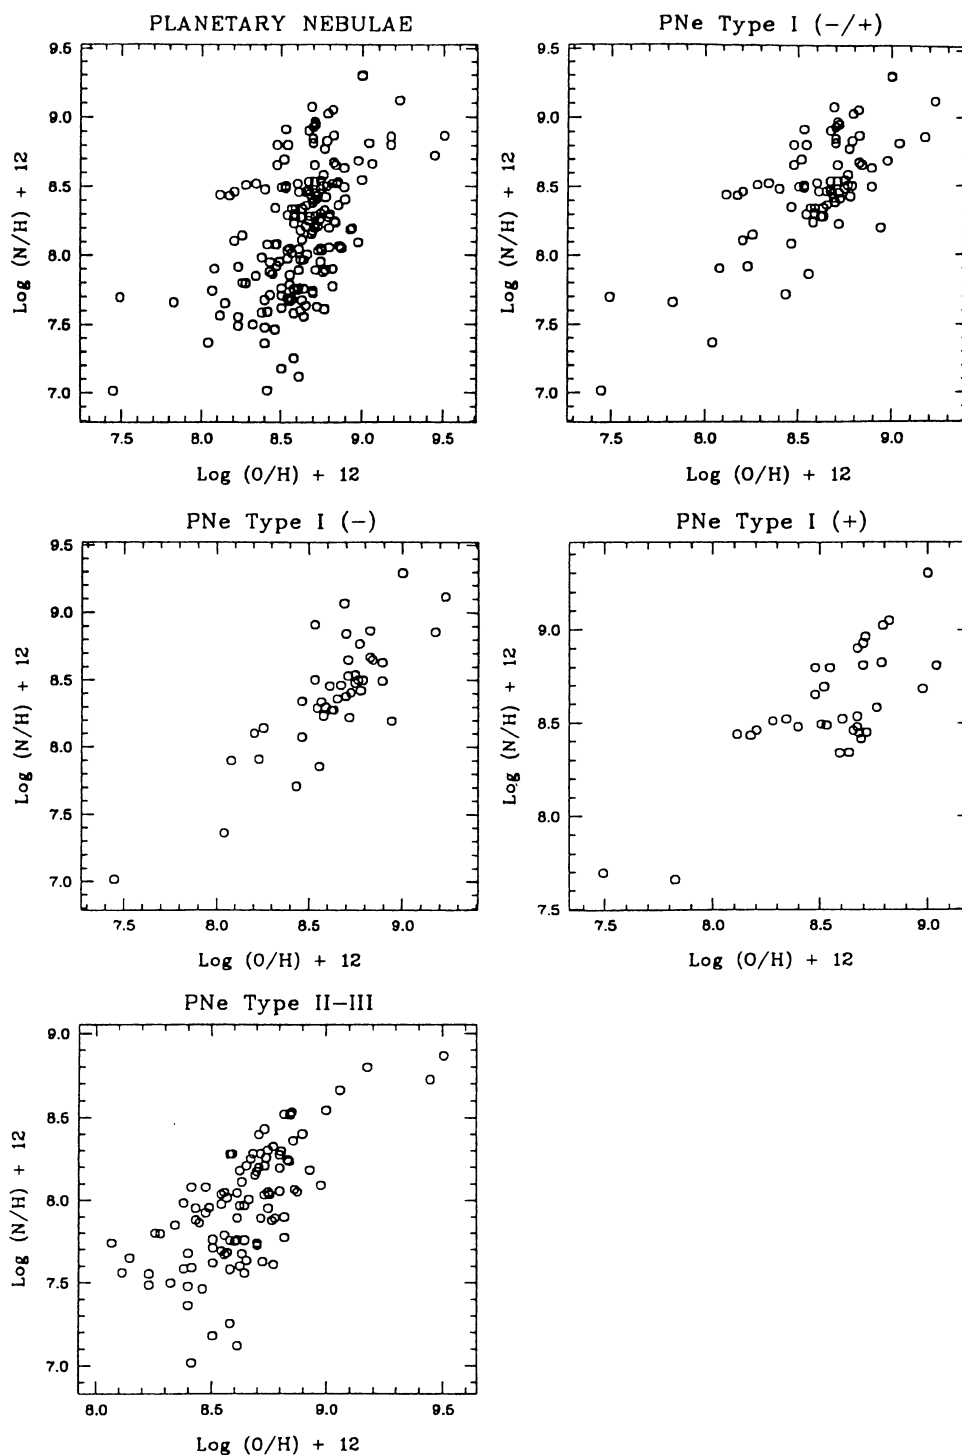 PLANETARY NEBULAE
9.5
9.0
8.5
8.0
7.5
7.0
Log (N/H) + 12
7.5 8.0 8.5 9.0 9.5
Log (O/H) + 12
PNe Type I (-/+)
9.5
9.0
8.5
8.0
7.5
7.0
Log (N/H) + 12
7.5 8.0 8.5 9.0
Log (O/H) + 12
PNe Type I (-)
9.5
9.0
8.5
8.0
7.5
7.0
Log (N/H) + 12
7.5 8.0 8.5 9.0
Log (O/H) + 12
PNe Type I (+)
9.0
8.5
8.0
7.5
Log (N/H) + 12
7.5 8.0 8.5 9.0
Log (O/H) + 12
PNe Type II-III
9.0
8.5
8.0
7.5
7.0
Log (N/H) + 12
8.0 8.5 9.0 9.5
Log (O/H) + 12